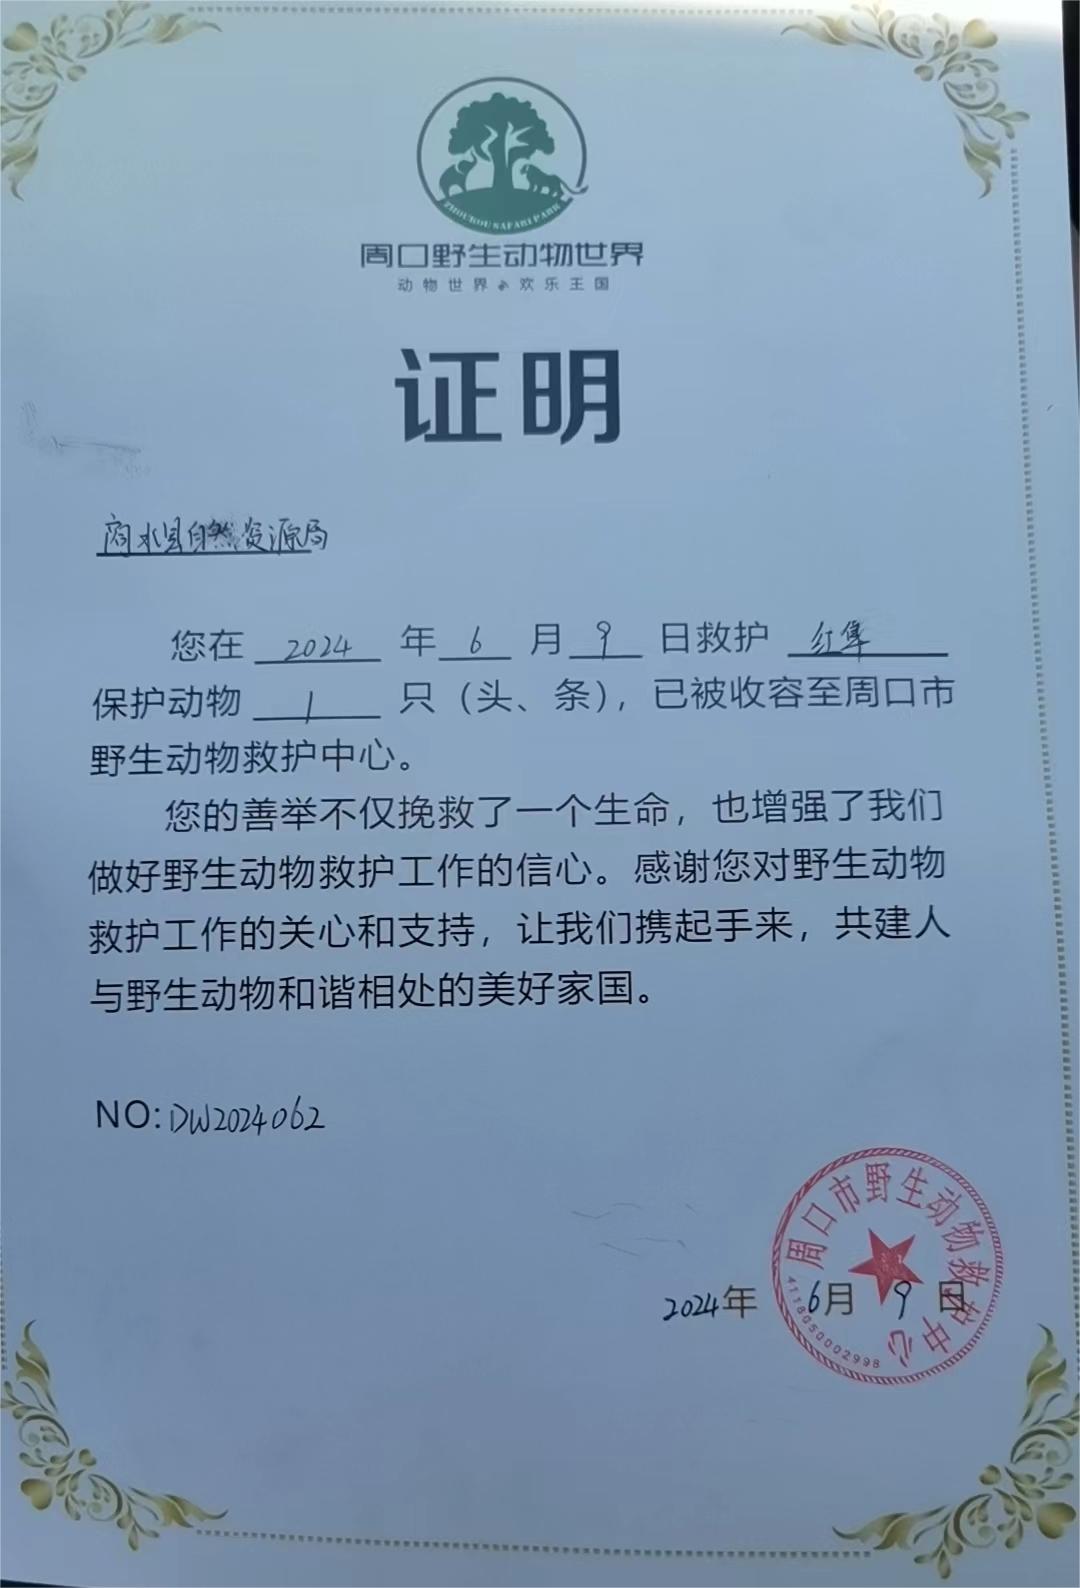 ZHOUKOU SAFARI PARK
周口野生动物世界
动物世界 欢乐王国
证明
商水县自然资源局
您在 2024 年 6 月 9 日救护 红隼
保护动物 1 只（头、条），已被收容至周口市
野生动物救护中心。
您的善举不仅挽救了一个生命，也增强了我们
做好野生动物救护工作的信心。感谢您对野生动物
救护工作的关心和支持，让我们携起手来，共建人
与野生动物和谐相处的美好家国。
NO: DW2024062
周口市野生动物救护中心
2024年 6月 9 日
4118050002998